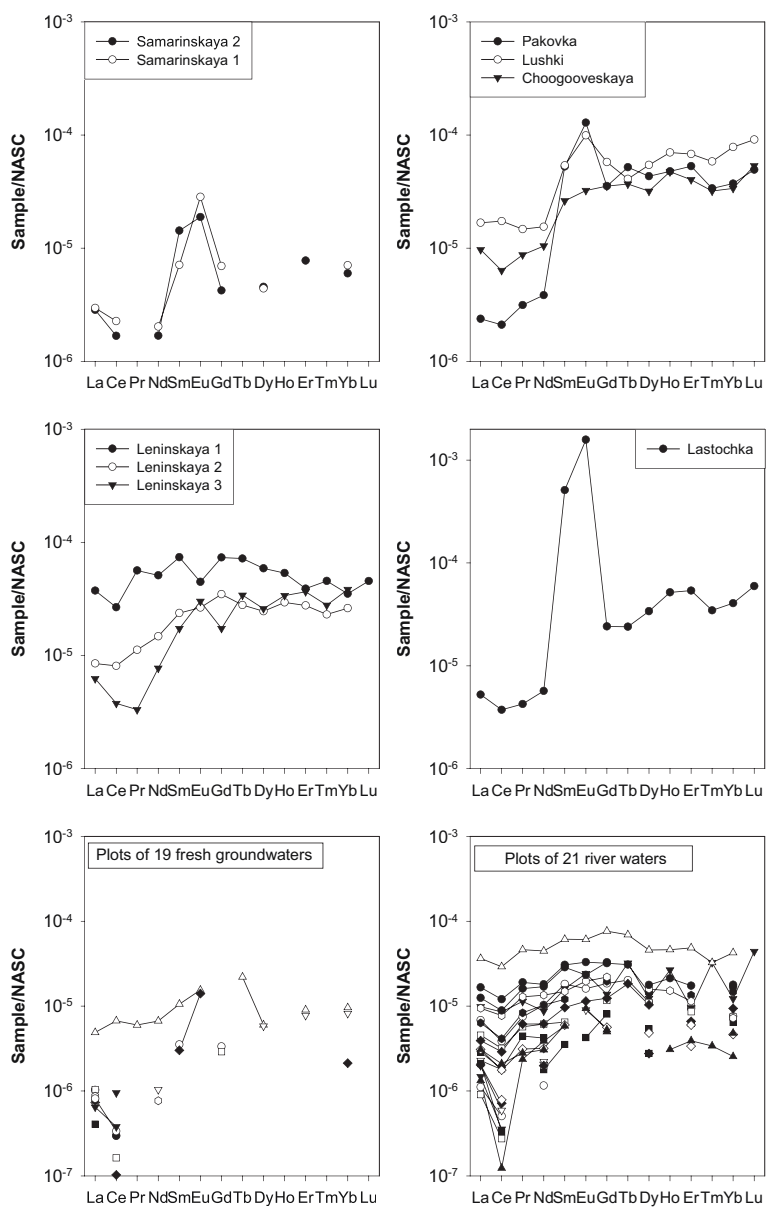 10-3
Samarinskaya 2
Samarinskaya 1
10-4
Sample/NASC
10-5
10-6
La Ce Pr Nd Sm Eu Gd Tb Dy Ho Er Tm Yb Lu
10-3
Pakovka
Lushki
Choogooveskaya
10-4
Sample/NASC
10-5
10-6
La Ce Pr Nd Sm Eu Gd Tb Dy Ho Er Tm Yb Lu
10-3
Leninskaya 1
Leninskaya 2
Leninskaya 3
10-4
Sample/NASC
10-5
10-6
La Ce Pr Nd Sm Eu Gd Tb Dy Ho Er Tm Yb Lu
10-3
Lastochka
10-4
Sample/NASC
10-5
10-6
La Ce Pr Nd Sm Eu Gd Tb Dy Ho Er Tm Yb Lu
10-3
Plots of 19 fresh groundwaters
10-4
Sample/NASC
10-5
10-6
10-7
La Ce Pr Nd Sm Eu Gd Tb Dy Ho Er Tm Yb Lu
10-3
Plots of 21 river waters
10-4
Sample/NASC
10-5
10-6
10-7
La Ce Pr Nd Sm Eu Gd Tb Dy Ho Er Tm Yb Lu